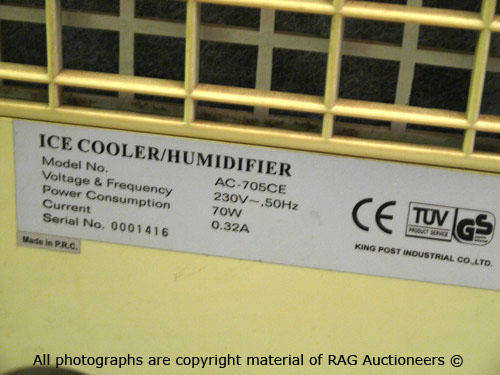 ICE COOLER/HUMIDIFIER
Model No. AC-705CE
Voltage & Frequency 230V~.50Hz
Power Consumption 70W
Current 0.32A
Serial No. 0001416
Made in P.R.C.
CE
TUV
PRODUCT SERVICE
GS
KING POST INDUSTRIAL CO.,LTD.
All photographs are copyright material of RAG Auctioneers ©